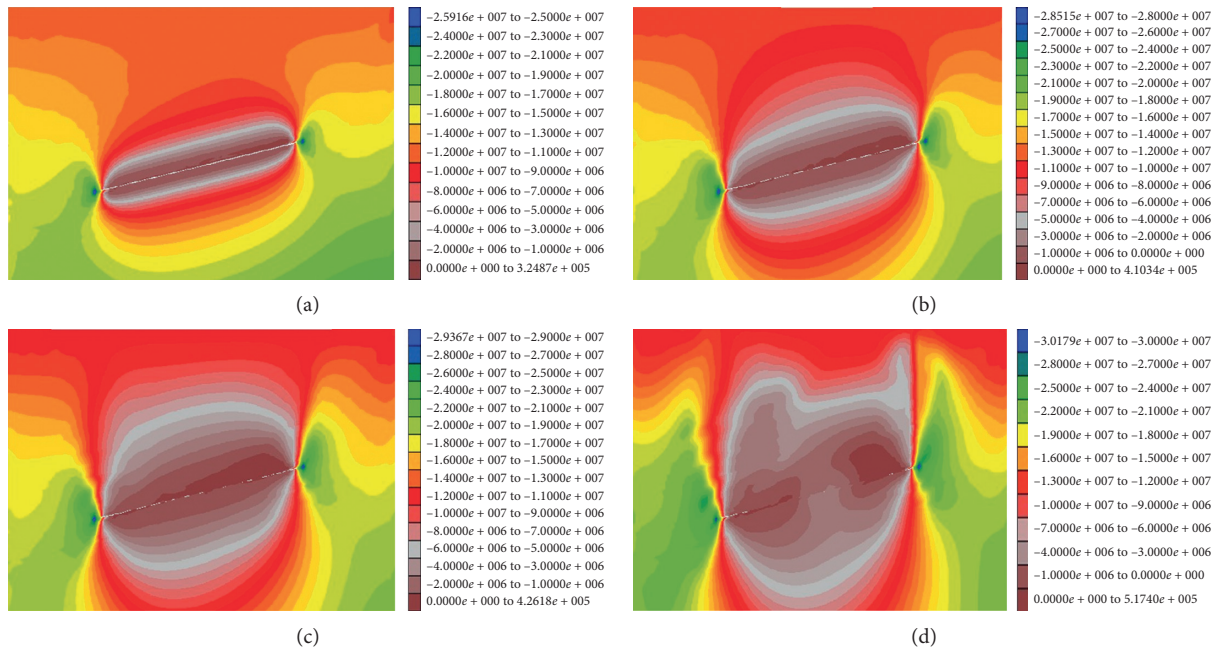 –2.5916e + 007 to –2.5000e + 007
–2.4000e + 007 to –2.3000e + 007
–2.2000e + 007 to –2.1000e + 007
–2.0000e + 007 to –1.9000e + 007
–1.8000e + 007 to –1.7000e + 007
–1.6000e + 007 to –1.5000e + 007
–1.4000e + 007 to –1.3000e + 007
–1.2000e + 007 to –1.1000e + 007
–1.0000e + 007 to –9.0000e + 006
–8.0000e + 006 to –7.0000e + 006
–6.0000e + 006 to –5.0000e + 006
–4.0000e + 006 to –3.0000e + 006
–2.0000e + 006 to –1.0000e + 006
0.0000e + 000 to 3.2487e + 005
(a)
–2.8515e + 007 to –2.8000e + 007
–2.7000e + 007 to –2.6000e + 007
–2.5000e + 007 to –2.4000e + 007
–2.3000e + 007 to –2.2000e + 007
–2.1000e + 007 to –2.0000e + 007
–1.9000e + 007 to –1.8000e + 007
–1.7000e + 007 to –1.6000e + 007
–1.5000e + 007 to –1.4000e + 007
–1.3000e + 007 to –1.2000e + 007
–1.1000e + 007 to –1.0000e + 007
–9.0000e + 006 to –8.0000e + 006
–7.0000e + 006 to –6.0000e + 006
–5.0000e + 006 to –4.0000e + 006
–3.0000e + 006 to –2.0000e + 006
–1.0000e + 006 to 0.0000e + 000
0.0000e + 000 to 4.1034e + 005
(b)
–2.9367e + 007 to –2.9000e + 007
–2.8000e + 007 to –2.7000e + 007
–2.6000e + 007 to –2.5000e + 007
–2.4000e + 007 to –2.3000e + 007
–2.2000e + 007 to –2.1000e + 007
–2.0000e + 007 to –1.9000e + 007
–1.8000e + 007 to –1.7000e + 007
–1.6000e + 007 to –1.5000e + 007
–1.4000e + 007 to –1.3000e + 007
–1.2000e + 007 to –1.1000e + 007
–1.0000e + 007 to –9.0000e + 006
–8.0000e + 006 to –7.0000e + 006
–6.0000e + 006 to –5.0000e + 006
–4.0000e + 006 to –3.0000e + 006
–2.0000e + 006 to –1.0000e + 006
0.0000e + 000 to 4.2618e + 005
(c)
–3.0179e + 007 to –3.0000e + 007
–2.8000e + 007 to –2.7000e + 007
–2.5000e + 007 to –2.4000e + 007
–2.2000e + 007 to –2.1000e + 007
–1.9000e + 007 to –1.8000e + 007
–1.6000e + 007 to –1.5000e + 007
–1.3000e + 007 to –1.2000e + 007
–1.0000e + 007 to –9.0000e + 006
–7.0000e + 006 to –6.0000e + 006
–4.0000e + 006 to –3.0000e + 006
–1.0000e + 006 to 0.0000e + 000
0.0000e + 000 to 5.1740e + 005
(d)